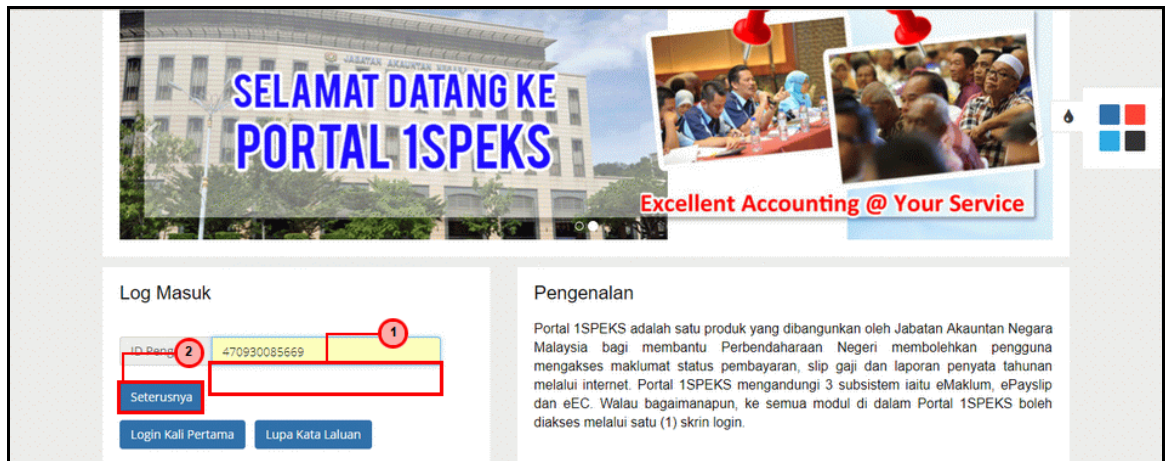 JABATAN AKAUNTAN NEGARA
SELAMAT DATANG KE
PORTAL 1SPEKS
Excellent Accounting @ Your Service
Log Masuk
1
ID Peng
2
470930085669
Seterusnya
Login Kali Pertama
Lupa Kata Laluan
Pengenalan
Portal 1SPEKS adalah satu produk yang dibangunkan oleh Jabatan Akauntan Negara
Malaysia bagi membantu Perbendaharaan Negeri membolehkan pengguna
mengakses maklumat status pembayaran, slip gaji dan laporan penyata tahunan
melalui internet. Portal 1SPEKS mengandungi 3 subsistem iaitu eMaklum, ePayslip
dan eEC. Walau bagaimanapun, ke semua modul di dalam Portal 1SPEKS boleh
diakses melalui satu (1) skrin login.